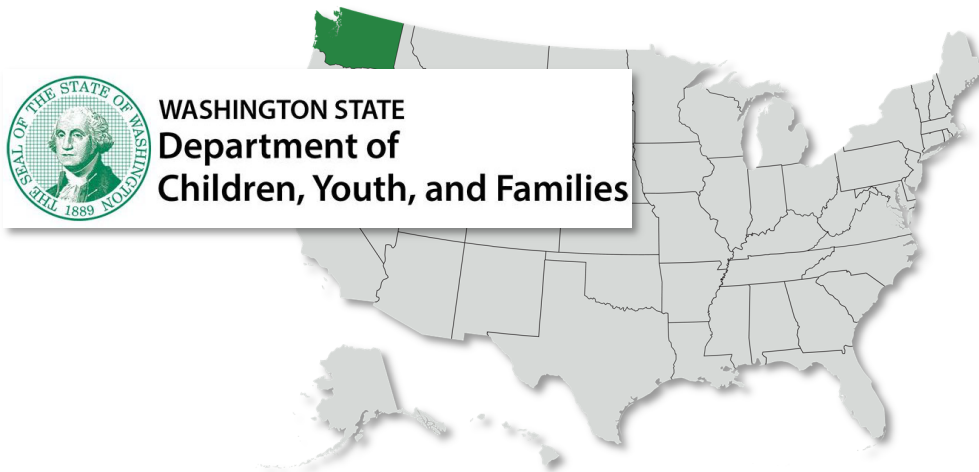 THE SEAL OF THE STATE OF WASHINGTON
1889
WASHINGTON STATE
Department of
Children, Youth, and Families